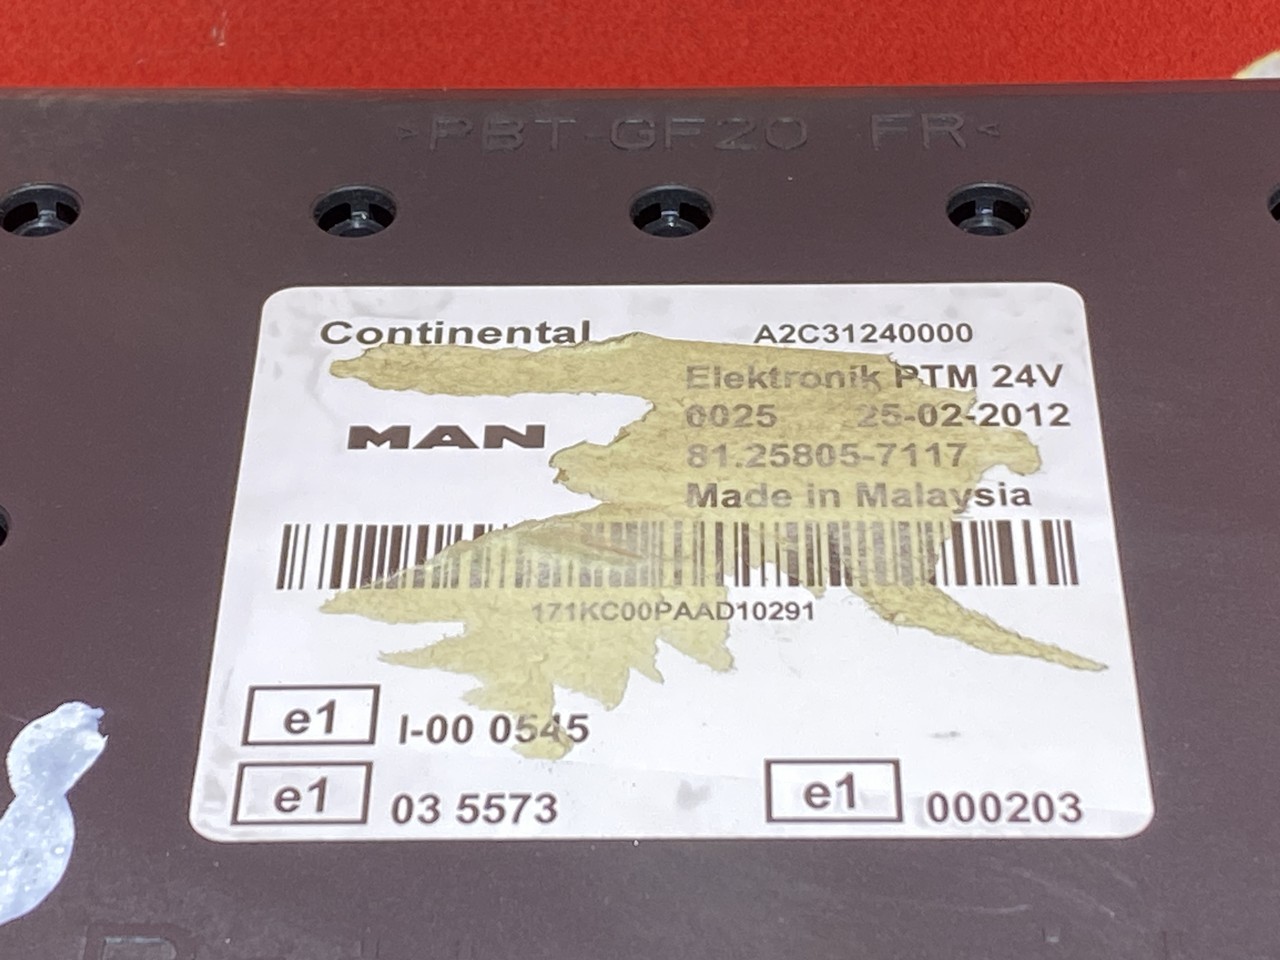 >PBT-GF20 FR<
Continental A2C31240000
Elektronik PTM 24V
0025 25-02-2012
MAN 81.25805-7117
Made in Malaysia
171KC00PAAD10291
e1 I-00 0545
e1 03 5573 e1 000203